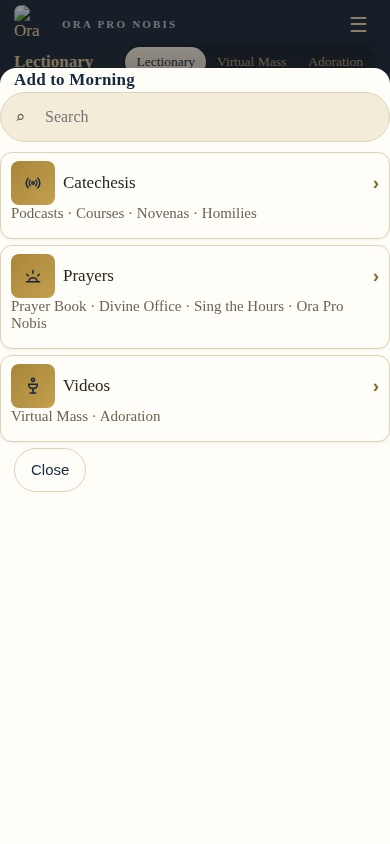 Ora
ORA PRO NOBIS
Lectionary
Lectionary Virtual Mass Adoration
Add to Morning
Search
Catechesis
Podcasts · Courses · Novenas · Homilies
Prayers
Prayer Book · Divine Office · Sing the Hours · Ora Pro
Nobis
Videos
Virtual Mass · Adoration
Close